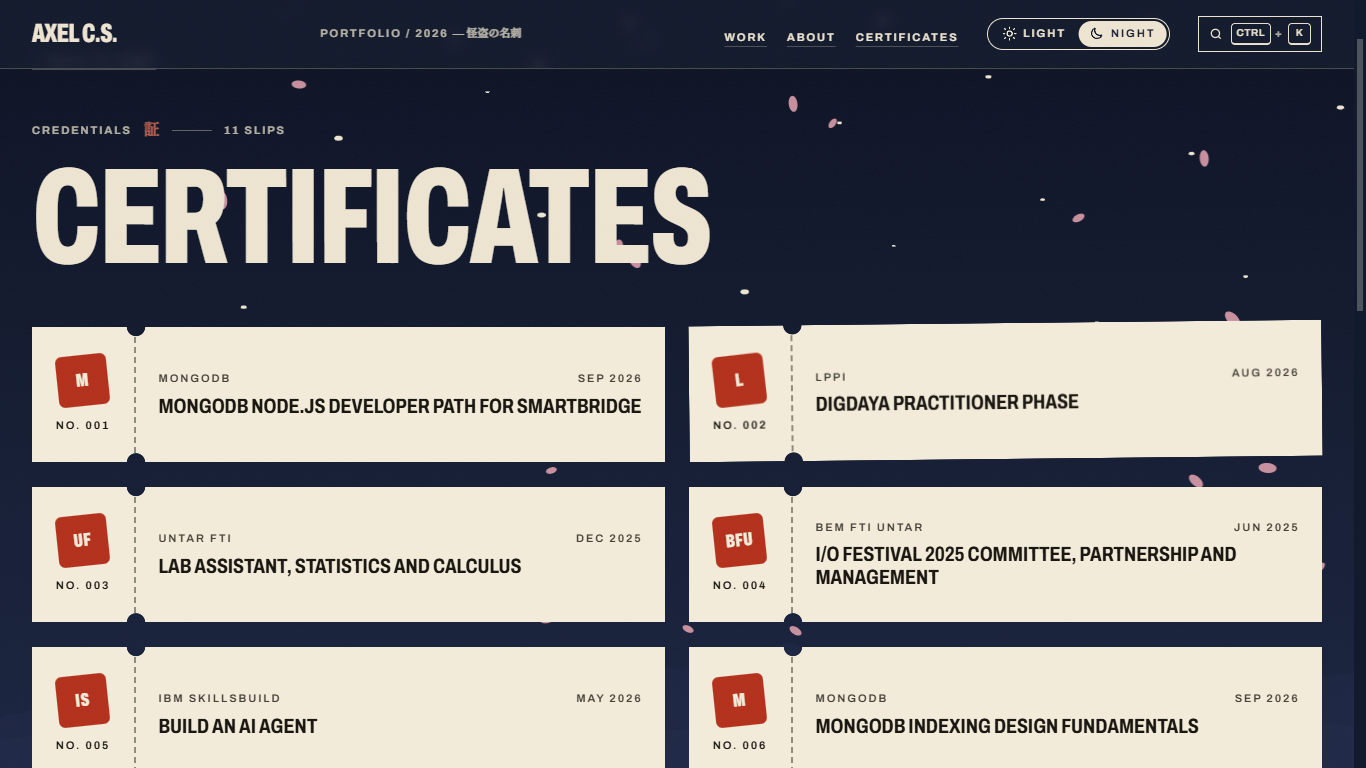 AXEL C.S.
PORTFOLIO / 2026 — 怪盗の名刺
WORK ABOUT CERTIFICATES
LIGHT NIGHT
CTRL + K
CREDENTIALS 証 11 SLIPS
CERTIFICATES
M
NO. 001
MONGODB SEP 2026
MONGODB NODE.JS DEVELOPER PATH FOR SMARTBRIDGE
L
NO. 002
LPPI AUG 2026
DIGDAYA PRACTITIONER PHASE
UF
NO. 003
UNTAR FTI DEC 2025
LAB ASSISTANT, STATISTICS AND CALCULUS
BFU
NO. 004
BEM FTI UNTAR JUN 2025
I/O FESTIVAL 2025 COMMITTEE, PARTNERSHIP AND
MANAGEMENT
IS
NO. 005
IBM SKILLSBUILD MAY 2026
BUILD AN AI AGENT
M
NO. 006
MONGODB SEP 2026
MONGODB INDEXING DESIGN FUNDAMENTALS